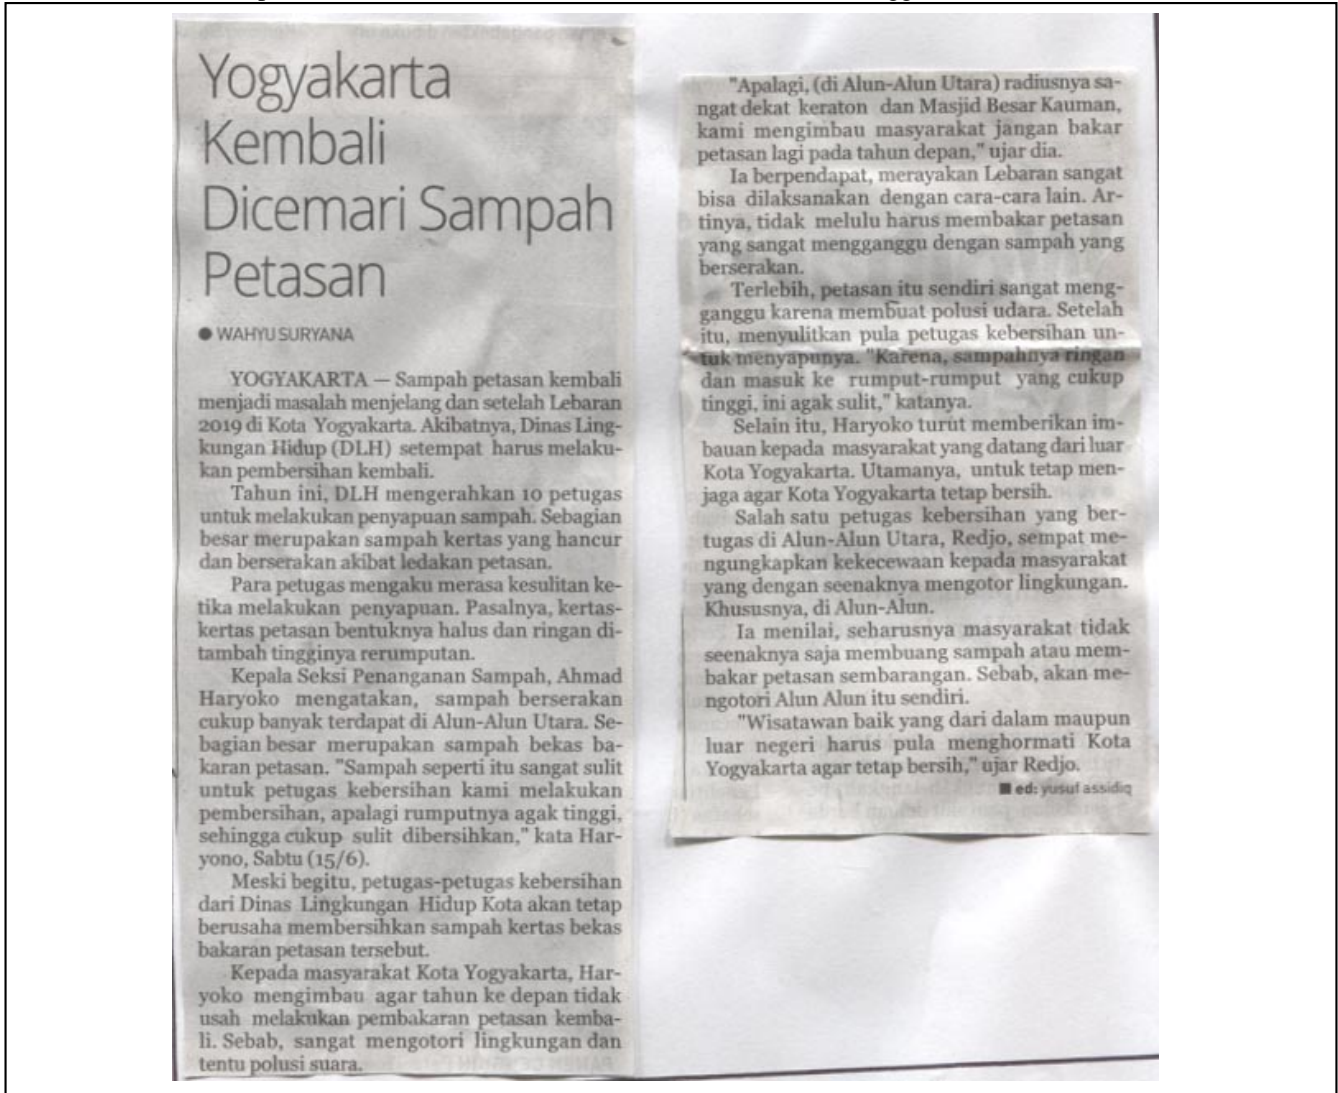 Yogyakarta
Kembali
Dicemari Sampah
Petasan
● WAHYU SURYANA
YOGYAKARTA — Sampah petasan kembali
menjadi masalah menjelang dan setelah Lebaran
2019 di Kota Yogyakarta. Akibatnya, Dinas Ling-
kungan Hidup (DLH) setempat harus melaku-
kan pembersihan kembali.
Tahun ini, DLH mengerahkan 10 petugas
untuk melakukan penyapuan sampah. Sebagian
besar merupakan sampah kertas yang hancur
dan berserakan akibat ledakan petasan.
Para petugas mengaku merasa kesulitan ke-
tika melakukan penyapuan. Pasalnya, kertas-
kertas petasan bentuknya halus dan ringan di-
tambah tingginya rerumputan.
Kepala Seksi Penanganan Sampah, Ahmad
Haryoko mengatakan, sampah berserakan
cukup banyak terdapat di Alun-Alun Utara. Se-
bagian besar merupakan sampah bekas ba-
karan petasan. "Sampah seperti itu sangat sulit
untuk petugas kebersihan kami melakukan
pembersihan, apalagi rumputnya agak tinggi,
sehingga cukup sulit dibersihkan," kata Har-
yono, Sabtu (15/6).
Meski begitu, petugas-petugas kebersihan
dari Dinas Lingkungan Hidup Kota akan tetap
berusaha membersihkan sampah kertas bekas
bakaran petasan tersebut.
Kepada masyarakat Kota Yogyakarta, Har-
yoko mengimbau agar tahun ke depan tidak
usah melakukan pembakaran petasan kemba-
li. Sebab, sangat mengotori lingkungan dan
tentu polusi suara.
"Apalagi, (di Alun-Alun Utara) radiusnya sa-
ngat dekat keraton dan Masjid Besar Kauman,
kami mengimbau masyarakat jangan bakar
petasan lagi pada tahun depan," ujar dia.
Ia berpendapat, merayakan Lebaran sangat
bisa dilaksanakan dengan cara-cara lain. Ar-
tinya, tidak melulu harus membakar petasan
yang sangat mengganggu dengan sampah yang
berserakan.
Terlebih, petasan itu sendiri sangat meng-
ganggu karena membuat polusi udara. Setelah
itu, menyulitkan pula petugas kebersihan un-
tuk menyapunya. "Karena, sampahnya ringan
dan masuk ke rumput-rumput yang cukup
tinggi, ini agak sulit," katanya.
Selain itu, Haryoko turut memberikan im-
bauan kepada masyarakat yang datang dari luar
Kota Yogyakarta. Utamanya, untuk tetap men-
jaga agar Kota Yogyakarta tetap bersih.
Salah satu petugas kebersihan yang ber-
tugas di Alun-Alun Utara, Redjo, sempat me-
ngungkapkan kekecewaan kepada masyarakat
yang dengan seenaknya mengotor lingkungan.
Khususnya, di Alun-Alun.
Ia menilai, seharusnya masyarakat tidak
seenaknya saja membuang sampah atau mem-
bakar petasan sembarangan. Sebab, akan me-
ngotori Alun Alun itu sendiri.
"Wisatawan baik yang dari dalam maupun
luar negeri harus pula menghormati Kota
Yogyakarta agar tetap bersih," ujar Redjo.
■ ed: yusuf assidiq